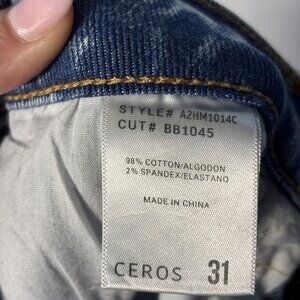 STYLE# A2HM1014C
CUT# BB1045
98% COTTON/ALGODON
2% SPANDEX/ELASTANO
MADE IN CHINA
CEROS 31